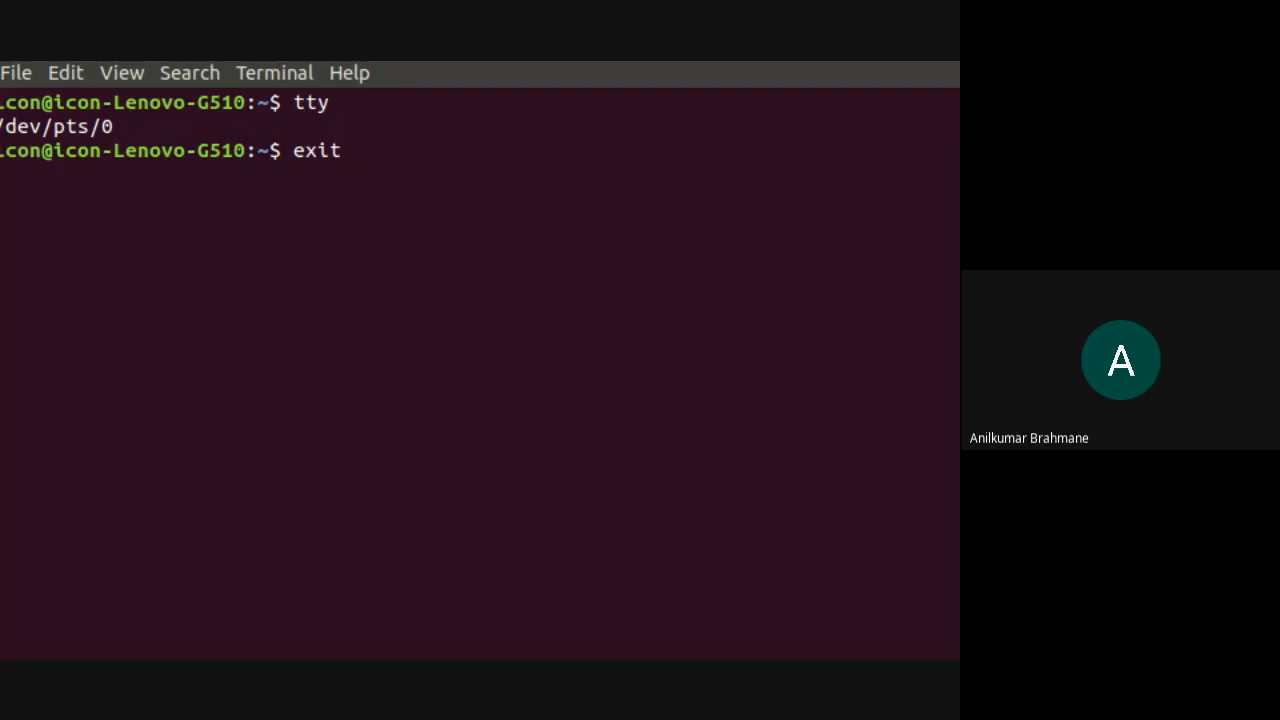 File Edit View Search Terminal Help
icon@icon-Lenovo-G510:~$ tty
/dev/pts/0
icon@icon-Lenovo-G510:~$ exit
A
Anilkumar Brahmane